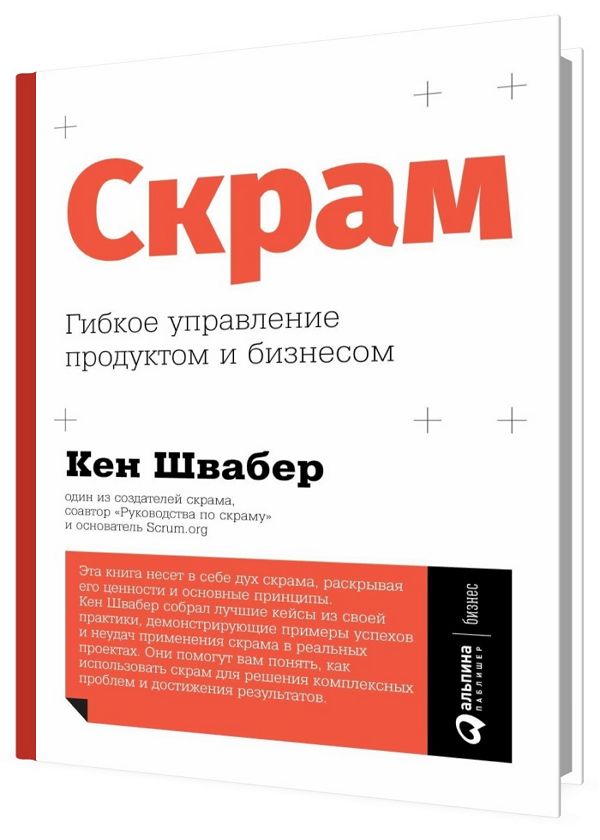 Скрам
Гибкое управление
продуктом и бизнесом
Кен Швабер
один из создателей скрама,
соавтор «Руководства по скраму»
и основатель Scrum.org
Эта книга несет в себе дух скрама, раскрывая
его ценности и основные принципы.
Кен Швабер собрал лучшие кейсы из своей
практики, демонстрирующие примеры успехов
и неудач применения скрама в реальных
проектах. Они помогут вам понять, как
использовать скрам для решения комплексных
проблем и достижения результатов.
альпина
ПАБЛИШЕР
бизнес